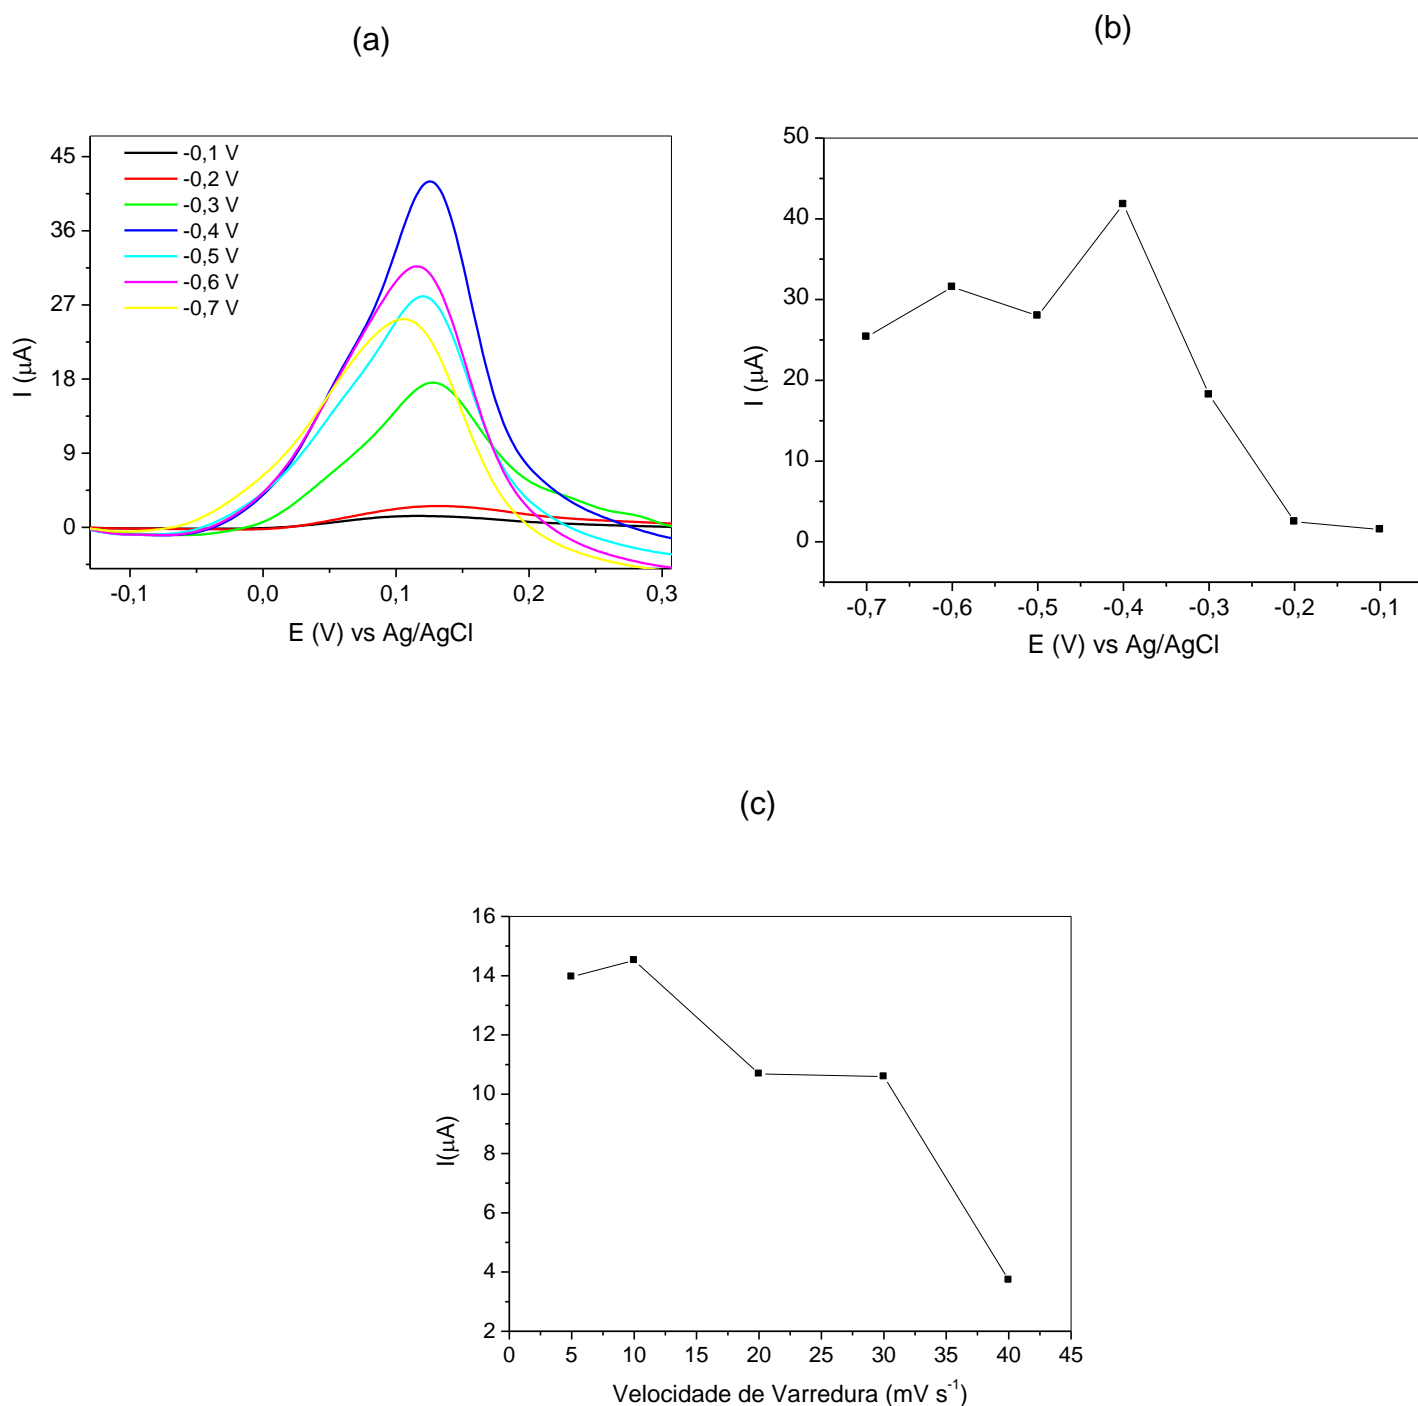 (a)
(b)
45
36
27
18
9
0
I (μA)
-0,1 V
-0,2 V
-0,3 V
-0,4 V
-0,5 V
-0,6 V
-0,7 V
-0,1
0,0
0,1
0,2
0,3
E (V) vs Ag/AgCl
50
40
30
20
10
0
I (μA)
-0,7
-0,6
-0,5
-0,4
-0,3
-0,2
-0,1
E (V) vs Ag/AgCl
(c)
16
14
12
10
8
6
4
2
I(μA)
0
5
10
15
20
25
30
35
40
45
Velocidade de Varredura (mV s⁻¹)